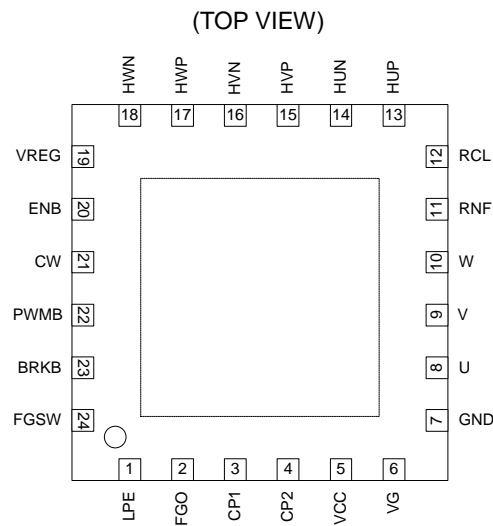 (TOP VIEW)
HWN HWP HVN HVP HUN HUP
18 17 16 15 14 13
VREG 19 12 RCL
ENB 20 11 RNF
CW 21 10 W
PWMB 22 9 V
BRKB 23 8 U
FGSW 24 7 GND
1 2 3 4 5 6
LPE FGO CP1 CP2 VCC VG